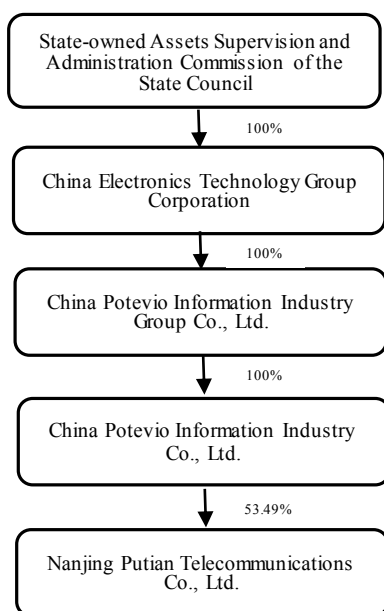 State-owned Assets Supervision and
Administration Commission of the
State Council
100%
China Electronics Technology Group
Corporation
100%
China Potevio Information Industry
Group Co., Ltd.
100%
China Potevio Information Industry
Co., Ltd.
53.49%
Nanjing Putian Telecommunications
Co., Ltd.